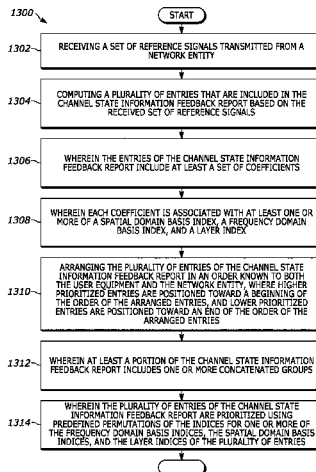 1300
START
1302
RECEIVING A SET OF REFERENCE SIGNALS TRANSMITTED FROM A
NETWORK ENTITY
1304
COMPUTING A PLURALITY OF ENTRIES THAT ARE INCLUDED IN THE
CHANNEL STATE INFORMATION FEEDBACK REPORT BASED ON THE
RECEIVED SET OF REFERENCE SIGNALS
1306
WHEREIN THE ENTRIES OF THE CHANNEL STATE INFORMATION
FEEDBACK REPORT INCLUDE AT LEAST A SET OF COEFFICIENTS
1308
WHEREIN EACH COEFFICIENT IS ASSOCIATED WITH AT LEAST ONE OR
MORE OF A SPATIAL DOMAIN BASIS INDEX, A FREQUENCY DOMAIN
BASIS INDEX, AND A LAYER INDEX
1310
ARRANGING THE PLURALITY OF ENTRIES OF THE CHANNEL STATE
INFORMATION FEEDBACK REPORT IN AN ORDER KNOWN TO BOTH
THE USER EQUIPMENT AND THE NETWORK ENTITY, WHERE HIGHER
PRIORITIZED ENTRIES ARE POSITIONED TOWARD A BEGINNING OF
THE ORDER OF THE ARRANGED ENTRIES, AND LOWER PRIORITIZED
ENTRIES ARE POSITIONED TOWARD AN END OF THE ORDER OF THE
ARRANGED ENTRIES
1312
WHEREIN AT LEAST A PORTION OF THE CHANNEL STATE INFORMATION
FEEDBACK REPORT INCLUDES ONE OR MORE CONCATENATED GROUPS
1314
WHEREIN THE PLURALITY OF ENTRIES OF THE CHANNEL STATE
INFORMATION FEEDBACK REPORT ARE PRIORITIZED USING
PREDEFINED PERMUTATIONS OF THE INDICES FOR ONE OR MORE OF
THE FREQUENCY DOMAIN BASIS INDICES, THE SPATIAL DOMAIN BASIS
INDICES, AND THE LAYER INDICES OF THE PLURALITY OF ENTRIES